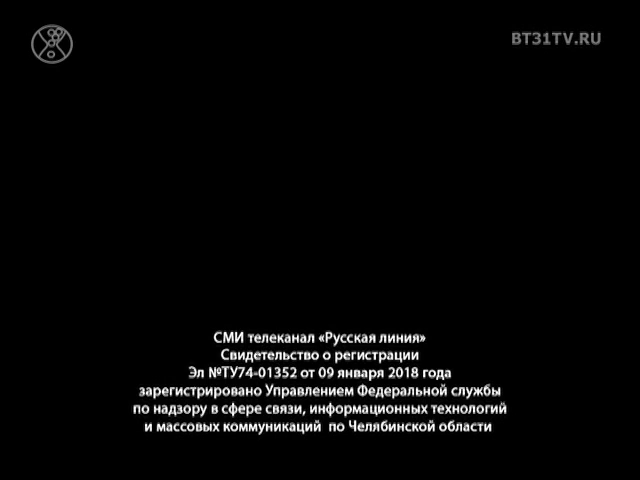 BT31TV.RU
СМИ телеканал «Русская линия»
Свидетельство о регистрации
Эл №ТУ74-01352 от 09 января 2018 года
зарегистрировано Управлением Федеральной службы
по надзору в сфере связи, информационных технологий
и массовых коммуникаций по Челябинской области